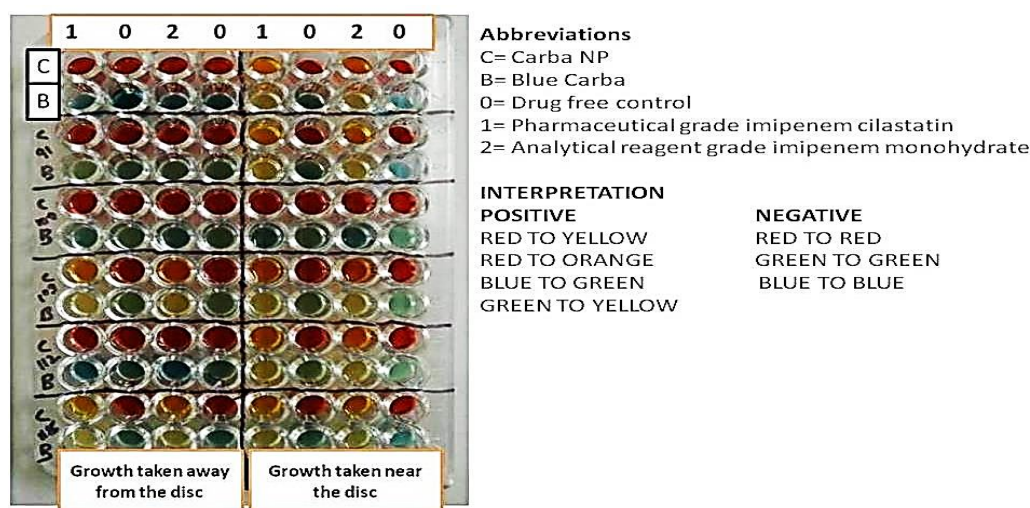 1 0 2 0 1 0 2 0
C
B
C
91
B
C
B
C
B
C
112
B
C
B
Growth taken away
from the disc
Growth taken near
the disc
Abbreviations
C= Carba NP
B= Blue Carba
0= Drug free control
1= Pharmaceutical grade imipenem cilastatin
2= Analytical reagent grade imipenem monohydrate
INTERPRETATION
POSITIVE NEGATIVE
RED TO YELLOW RED TO RED
RED TO ORANGE GREEN TO GREEN
BLUE TO GREEN BLUE TO BLUE
GREEN TO YELLOW